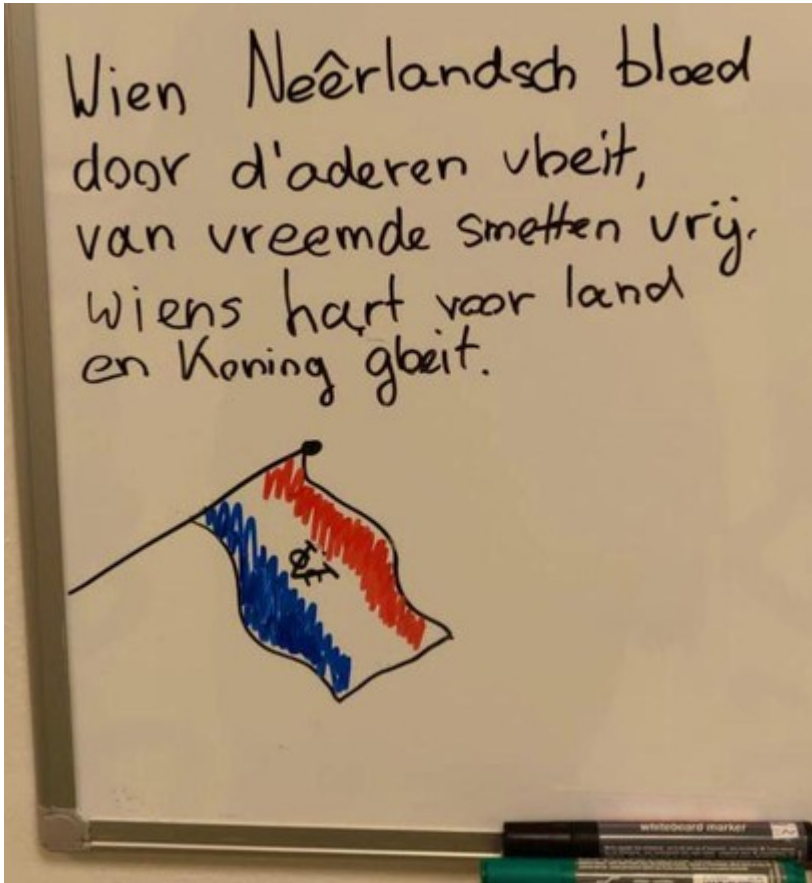 Wien Neêrlandsch bloed
door d'aderen vbeit,
van vreemde smetten vrij.
wiens hart voor land
en Koning gbeit.
whiteboard marker